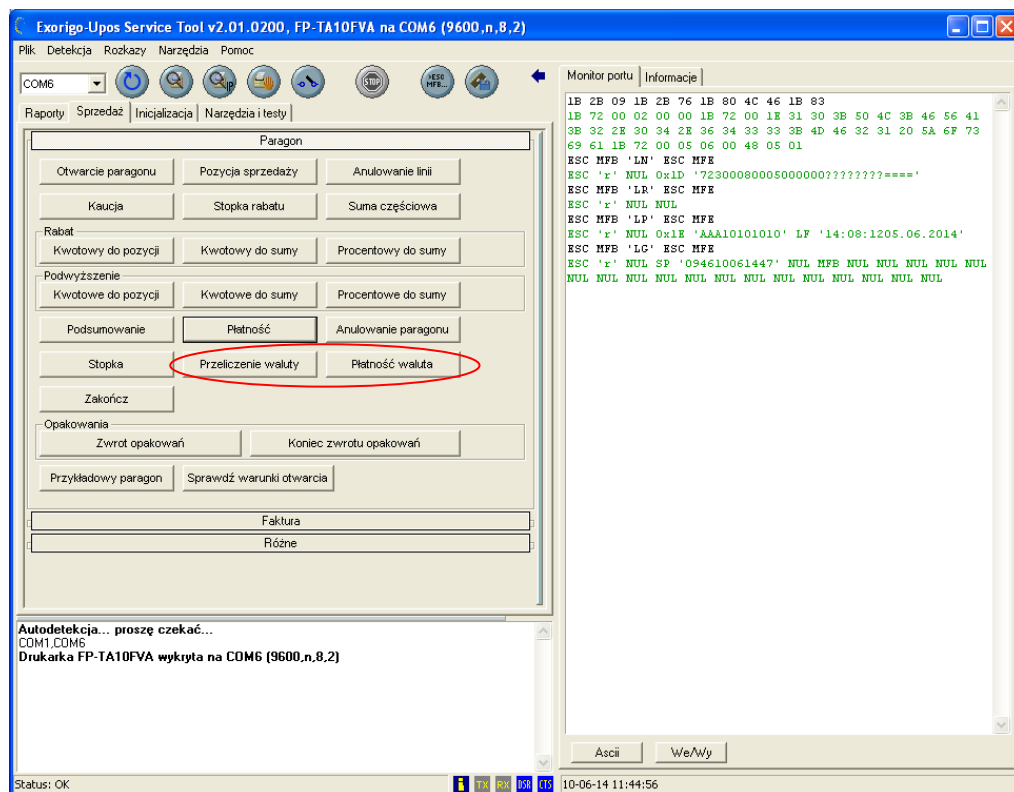 Exorigo-Upos Service Tool v2.01.0200, FP-TA10FVA na COM6 (9600,n,8,2)
Plik Detekcja Rozkazy Narzędzia Pomoc
COM6
IP
STOP
>ESC MFB...
Raporty Sprzedaż Inicjalizacja Narzędzia i testy
Paragon
Otwarcie paragonu Pozycja sprzedaży Anulowanie linii
Kaucja Stopka rabatu Suma częściowa
Rabat
Kwotowy do pozycji Kwotowy do sumy Procentowy do sumy
Podwyższenie
Kwotowe do pozycji Kwotowe do sumy Procentowe do sumy
Podsumowanie Płatność Anulowanie paragonu
Stopka Przeliczenie waluty Płatność waluta
Zakończ
Opakowania
Zwrot opakowań Koniec zwrotu opakowań
Przykładowy paragon Sprawdź warunki otwarcia
Faktura
Różne
Autodetekcja... proszę czekać...
COM1,COM6
Drukarka FP-TA10FVA wykryta na COM6 (9600,n,8,2)
Status: OK
TX RX DSR CTS
Monitor portu Informacje
1B 2B 09 1B 2B 76 1B 80 4C 46 1B 83
1B 72 00 02 00 00 1B 72 00 1E 31 30 3B 50 4C 3B 46 56 41
3B 32 2E 30 34 2E 36 34 33 33 3B 4D 46 32 31 20 5A 6F 73
69 61 1B 72 00 05 06 00 48 05 01
ESC MFB 'LN' ESC MFE
ESC 'r' NUL 0x1D '72300080005000000????????===='
ESC MFB 'LR' ESC MFE
ESC 'r' NUL NUL
ESC MFB 'LP' ESC MFE
ESC 'r' NUL 0x1E 'AAA10101010' LF '14:08:1205.06.2014'
ESC MFB 'LG' ESC MFE
ESC 'r' NUL SP '094610061447' NUL MFB NUL NUL NUL NUL NUL
NUL NUL NUL NUL NUL NUL NUL NUL NUL NUL NUL NUL NUL
Ascii We/Wy
10-06-14 11:44:56